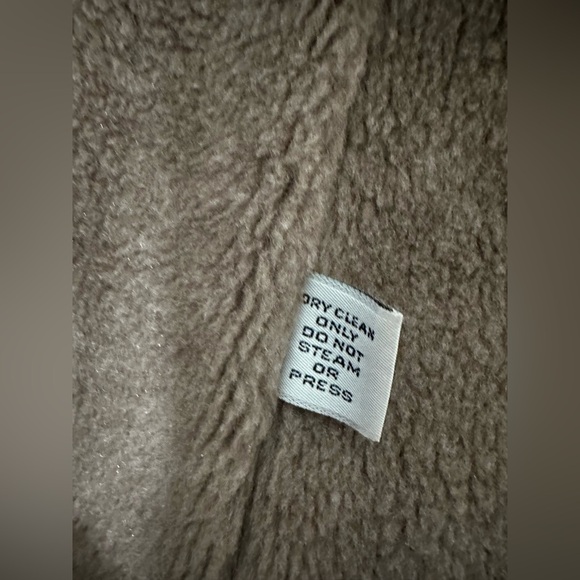 DRY CLEAN
ONLY
DO NOT
STEAM
OR
PRESS